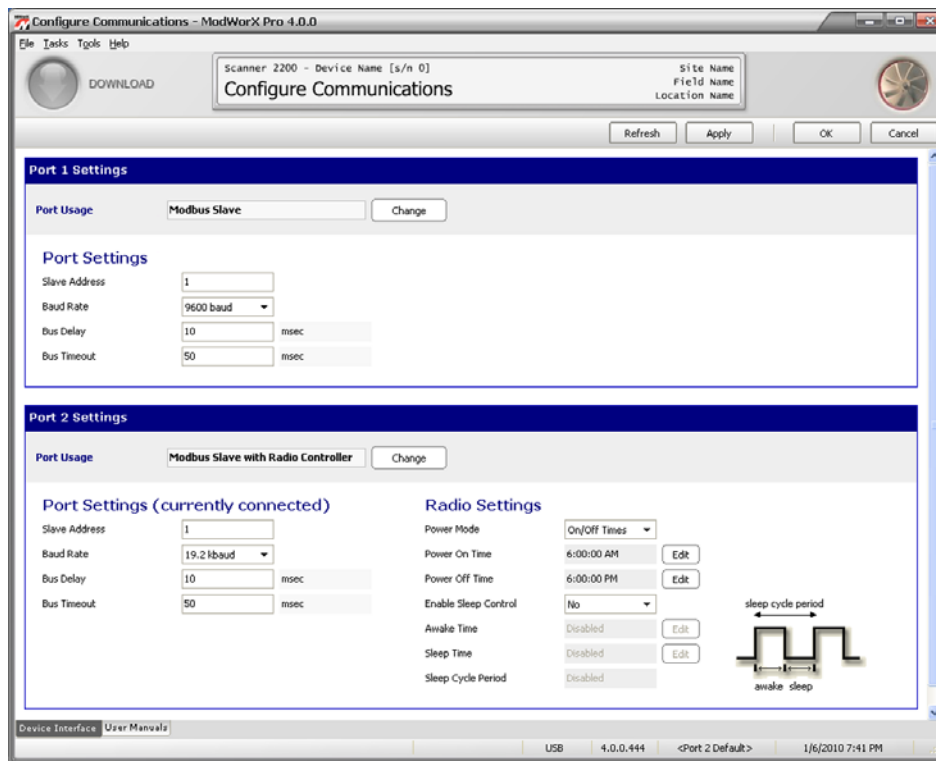 Configure Communications - ModWorX Pro 4.0.0
File Tasks Tools Help
DOWNLOAD
Scanner 2200 - Device Name [s/n 0]
Configure Communications
Site Name
Field Name
Location Name
Refresh Apply OK Cancel
Port 1 Settings
Port Usage Modbus Slave Change
Port Settings
Slave Address 1
Baud Rate 9600 baud
Bus Delay 10 msec
Bus Timeout 50 msec
Port 2 Settings
Port Usage Modbus Slave with Radio Controller Change
Port Settings (currently connected)
Slave Address 1
Baud Rate 19.2 kbaud
Bus Delay 10 msec
Bus Timeout 50 msec
Radio Settings
Power Mode On/Off Times
Power On Time 6:00:00 AM Edit
Power Off Time 6:00:00 PM Edit
Enable Sleep Control No
Awake Time Disabled Edit
Sleep Time Disabled Edit
Sleep Cycle Period Disabled
sleep cycle period
awake sleep
Device Interface User Manuals
USB 4.0.0.444 <Port 2 Default> 1/6/2010 7:41 PM